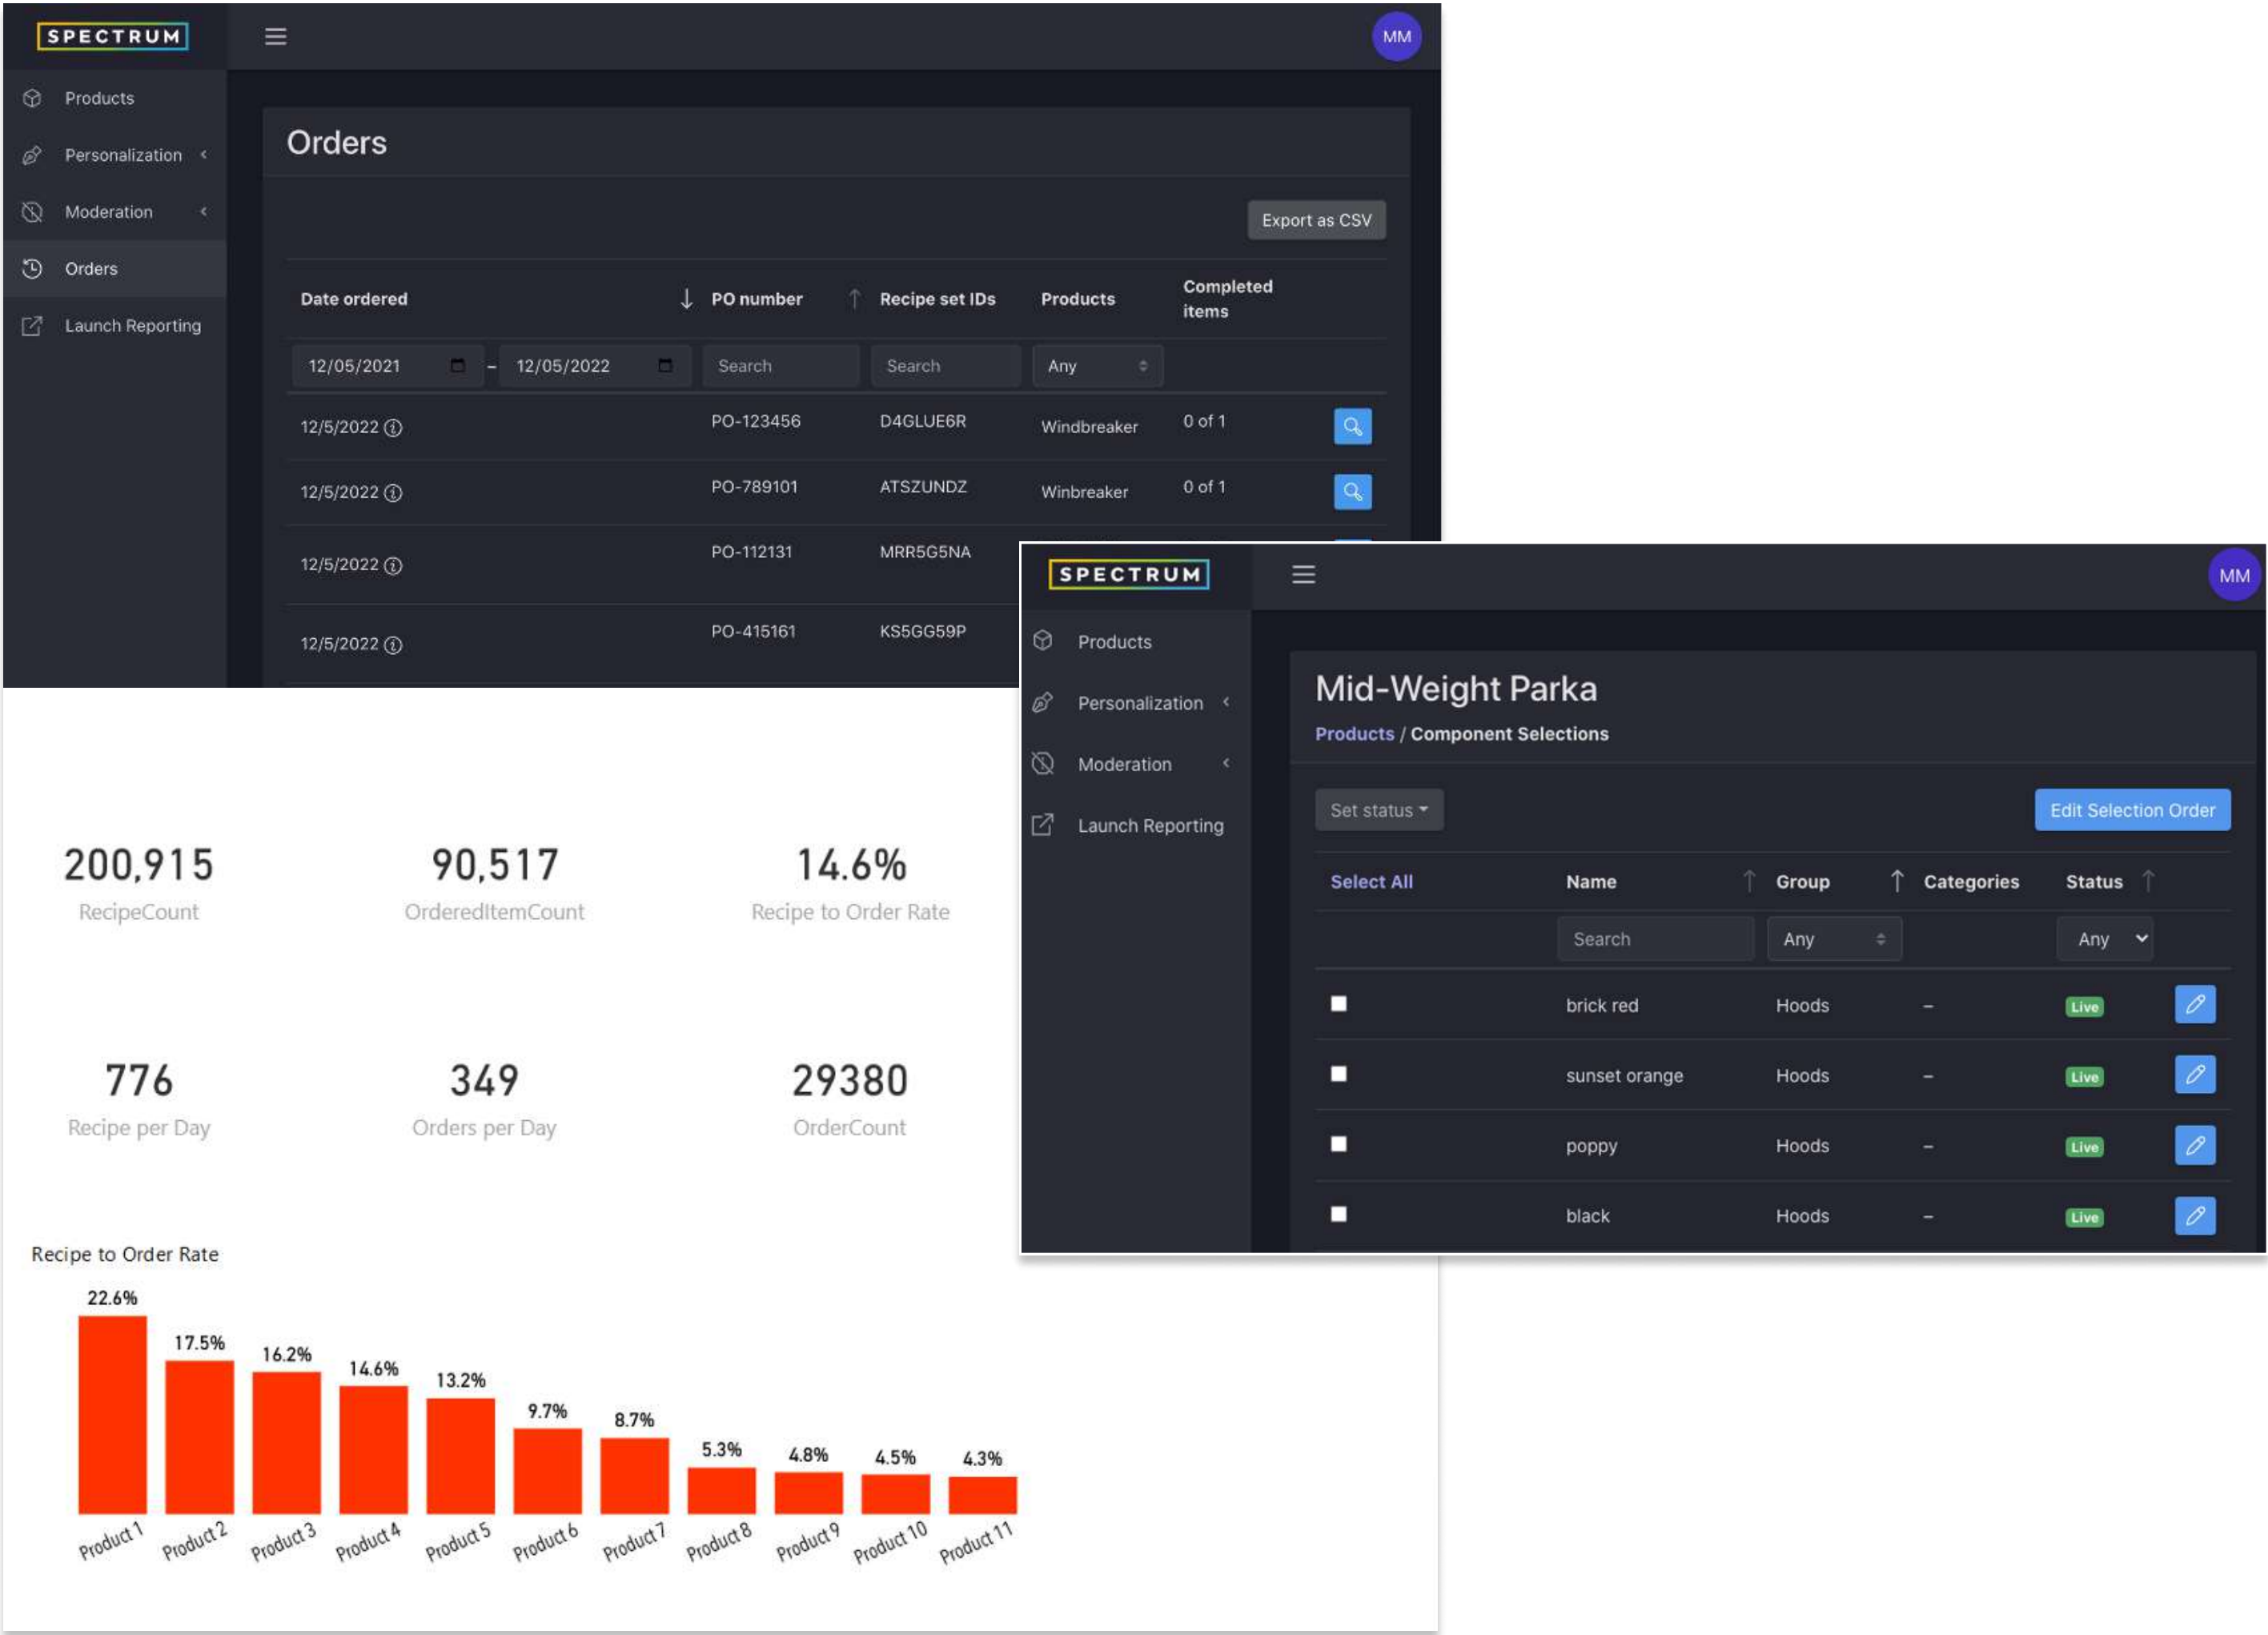 SPECTRUM
MM
Products
Personalization
Moderation
Orders
Launch Reporting
Orders
Export as CSV
Date ordered PO number Recipe set IDs Products Completed items
12/05/2021 – 12/05/2022 Search Search Any
12/5/2022 PO-123456 D4GLUE6R Windbreaker 0 of 1
12/5/2022 PO-789101 ATSZUNDZ Winbreaker 0 of 1
12/5/2022 PO-112131 MRR5G5NA
12/5/2022 PO-415161 KS5GG59P
SPECTRUM
MM
Products
Personalization
Moderation
Launch Reporting
Mid-Weight Parka
Products / Component Selections
Set status
Edit Selection Order
Select All Name Group Categories Status
Search Any Any
brick red Hoods – Live
sunset orange Hoods – Live
poppy Hoods – Live
black Hoods – Live
200,915 90,517 14.6%
RecipeCount OrderedItemCount Recipe to Order Rate
776 349 29380
Recipe per Day Orders per Day OrderCount
Recipe to Order Rate
22.6% 17.5% 16.2% 14.6% 13.2% 9.7% 8.7% 5.3% 4.8% 4.5% 4.3%
Product 1 Product 2 Product 3 Product 4 Product 5 Product 6 Product 7 Product 8 Product 9 Product 10 Product 11